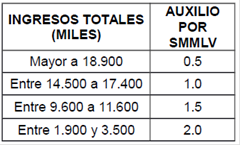 INGRESOS TOTALES
(MILES)
AUXILIO
POR
SMMLV
Mayor a 18.900
0.5
Entre 14.500 a 17.400
1.0
Entre 9.600 a 11.600
1.5
Entre 1.900 y 3.500
2.0